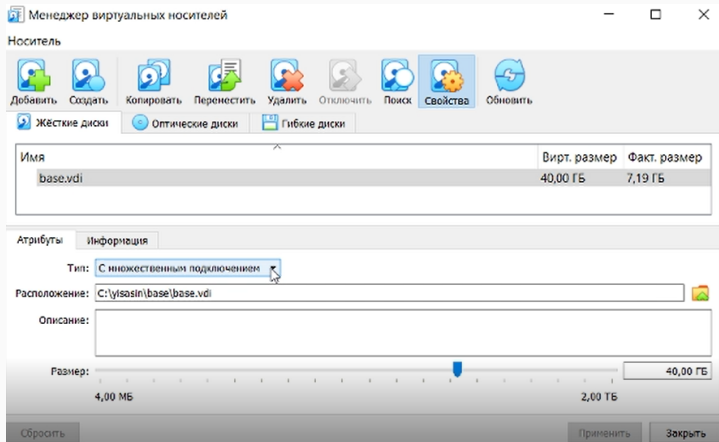 Менеджер виртуальных носителей
Носитель
Добавить Создать Копировать Переместить Удалить Отключить Поиск Свойства Обновить
Жёсткие диски Оптические диски Гибкие диски
Имя Вирт. размер Факт. размер
base.vdi 40,00 ГБ 7,19 ГБ
Атрибуты Информация
Тип: С множественным подключением
Расположение: C:\yisasin\base\base.vdi
Описание:
Размер: 40,00 ГБ
4,00 МБ 2,00 ТБ
Сбросить Применить Закрыть